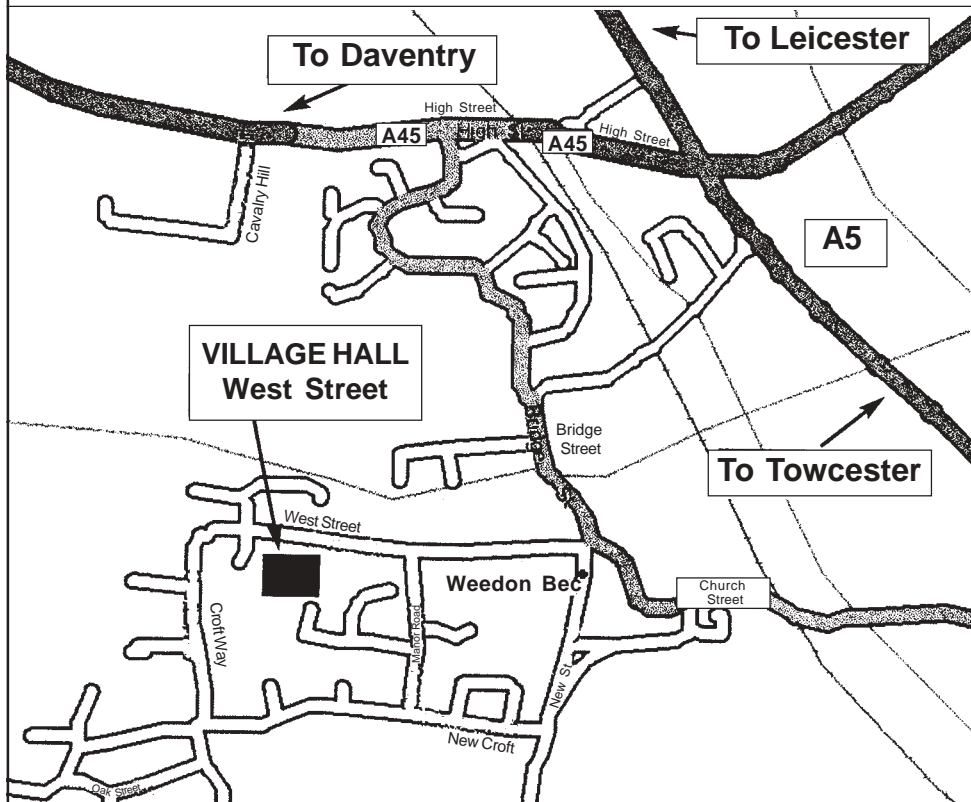 To Daventry
To Leicester
High Street
A45
High St
A45
High Street
Cavalry Hill
A5
VILLAGE HALL
West Street
Bridge St
Bridge
Street
To Towcester
West Street
Weedon Bec
Church
Street
Croft Way
Manor Road
New St
New Croft
Oak Street